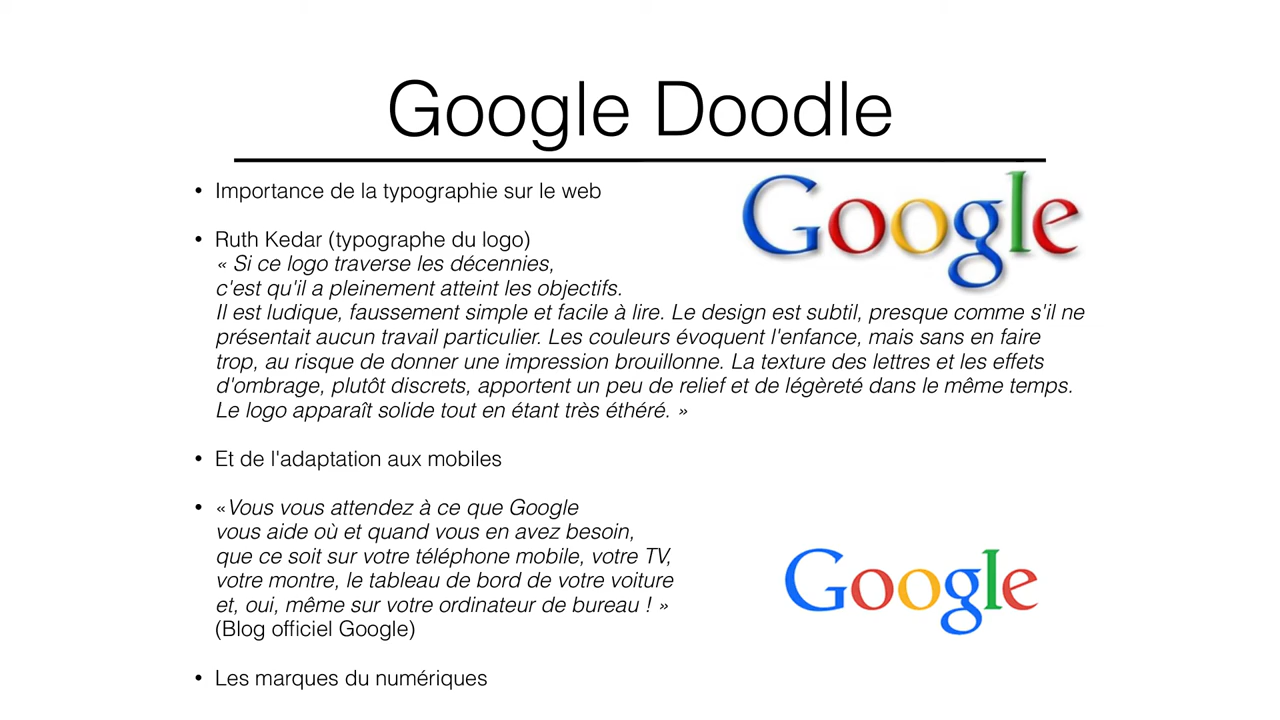 Google Doodle
• Importance de la typographie sur le web
Google
• Ruth Kedar (typographe du logo)
« Si ce logo traverse les décennies,
c'est qu'il a pleinement atteint les objectifs.
Il est ludique, faussement simple et facile à lire. Le design est subtil, presque comme s'il ne
présentait aucun travail particulier. Les couleurs évoquent l'enfance, mais sans en faire
trop, au risque de donner une impression brouillonne. La texture des lettres et les effets
d'ombrage, plutôt discrets, apportent un peu de relief et de légèreté dans le même temps.
Le logo apparaît solide tout en étant très éthéré. »
• Et de l'adaptation aux mobiles
• «Vous vous attendez à ce que Google
vous aide où et quand vous en avez besoin,
que ce soit sur votre téléphone mobile, votre TV,
votre montre, le tableau de bord de votre voiture
et, oui, même sur votre ordinateur de bureau ! »
(Blog officiel Google)
Google
• Les marques du numériques